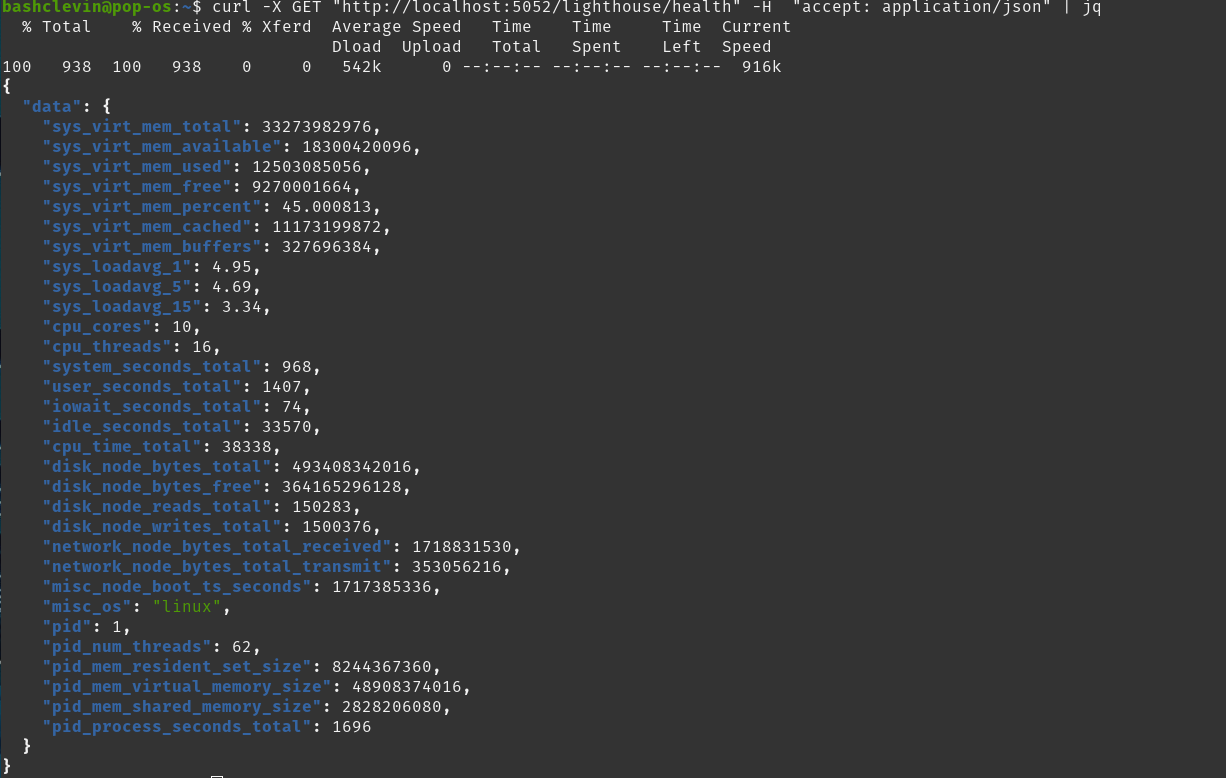 bashclevin@pop-os:~$ curl -X GET "http://localhost:5052/lighthouse/health" -H  "accept: application/json" | jq
  % Total    % Received % Xferd  Average Speed   Time    Time     Time  Current
                                 Dload  Upload   Total   Spent    Left  Speed
100   938  100   938    0     0   542k      0 --:--:-- --:--:-- --:--:--  916k
{
  "data": {
    "sys_virt_mem_total": 33273982976,
    "sys_virt_mem_available": 18300420096,
    "sys_virt_mem_used": 12503085056,
    "sys_virt_mem_free": 9270001664,
    "sys_virt_mem_percent": 45.000813,
    "sys_virt_mem_cached": 11173199872,
    "sys_virt_mem_buffers": 327696384,
    "sys_loadavg_1": 4.95,
    "sys_loadavg_5": 4.69,
    "sys_loadavg_15": 3.34,
    "cpu_cores": 10,
    "cpu_threads": 16,
    "system_seconds_total": 968,
    "user_seconds_total": 1407,
    "iowait_seconds_total": 74,
    "idle_seconds_total": 33570,
    "cpu_time_total": 38338,
    "disk_node_bytes_total": 493408342016,
    "disk_node_bytes_free": 364165296128,
    "disk_node_reads_total": 150283,
    "disk_node_writes_total": 1500376,
    "network_node_bytes_total_received": 1718831530,
    "network_node_bytes_total_transmit": 353056216,
    "misc_node_boot_ts_seconds": 1717385336,
    "misc_os": "linux",
    "pid": 1,
    "pid_num_threads": 62,
    "pid_mem_resident_set_size": 8244367360,
    "pid_mem_virtual_memory_size": 48908374016,
    "pid_mem_shared_memory_size": 2828206080,
    "pid_process_seconds_total": 1696
  }
}